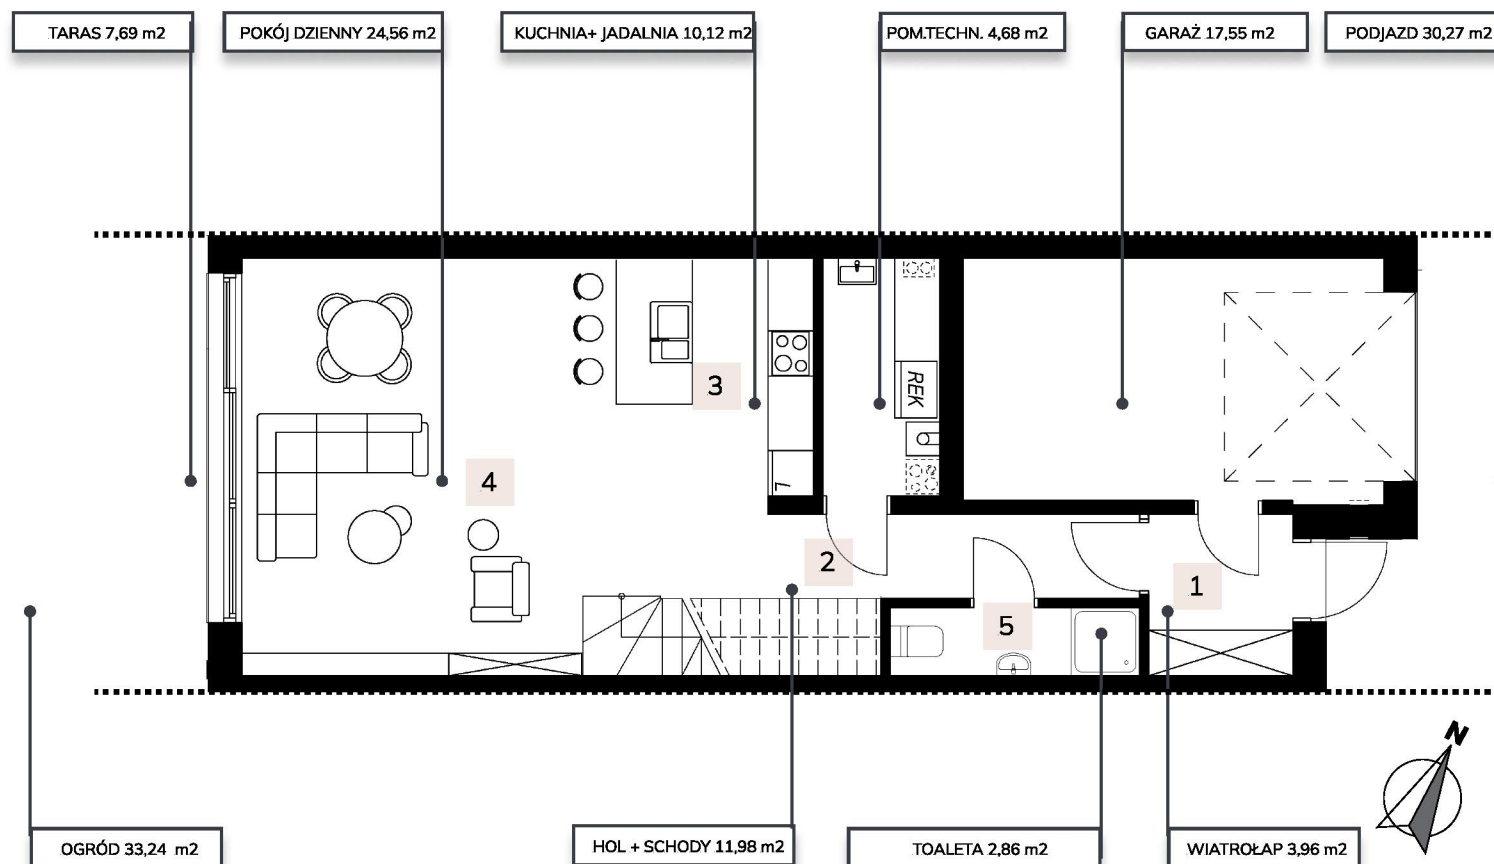 TARAS 7,69 m2
POKÓJ DZIENNY 24,56 m2
KUCHNIA+ JADALNIA 10,12 m2
POM.TECHN. 4,68 m2
GARAŻ 17,55 m2
PODJAZD 30,27 m2
REK
3
4
L
2
1
5
N
OGRÓD 33,24 m2
HOL + SCHODY 11,98 m2
TOALETA 2,86 m2
WIATROŁAP 3,96 m2